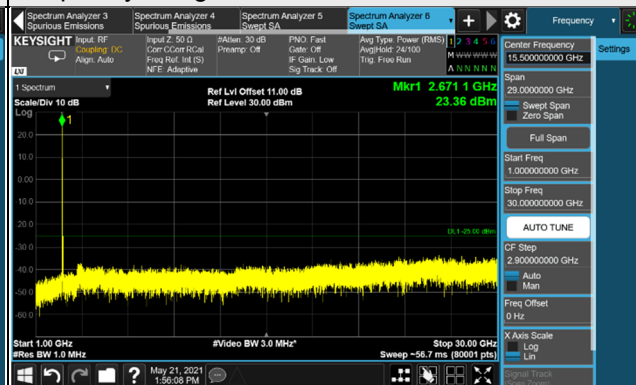 Spectrum Analyzer 3
Spurious Emissions
Spectrum Analyzer 4
Spurious Emissions
Spectrum Analyzer 5
Swept SA
Spectrum Analyzer 6
Swept SA
Frequency
KEYSIGHT
Input: RF
Coupling: DC
Align: Auto
Input Z: 50 Ω
Corr CCorr RCal
Freq Ref: Int (S)
NFE: Adaptive
#Atten: 30 dB
Preamp: Off
PNO: Fast
Gate: Off
IF Gain: Low
Sig Track: Off
Avg Type: Power (RMS)
Avg|Hold: 24/100
Trig: Free Run
1 2 3 4 5 6
M W W W W W
A N N N N N
LXI
1 Spectrum
Scale/Div 10 dB
Ref Lvl Offset 11.00 dB
Ref Level 30.00 dBm
Mkr1 2.671 1 GHz
23.36 dBm
Log
1
20.0
10.0
0.00
-10.0
-20.0
DL1 -25.00 dBm
-30.0
-40.0
-50.0
-60.0
Start 1.00 GHz
#Res BW 1.0 MHz
#Video BW 3.0 MHz*
Stop 30.00 GHz
Sweep ~56.7 ms (80001 pts)
May 21, 2021
1:56:08 PM
Center Frequency
15.500000000 GHz
Settings
Span
29.0000000 GHz
Swept Span
Zero Span
Full Span
Start Freq
1.000000000 GHz
Stop Freq
30.000000000 GHz
AUTO TUNE
CF Step
2.900000000 GHz
Auto
Man
Freq Offset
0 Hz
X Axis Scale
Log
Lin
Signal Track